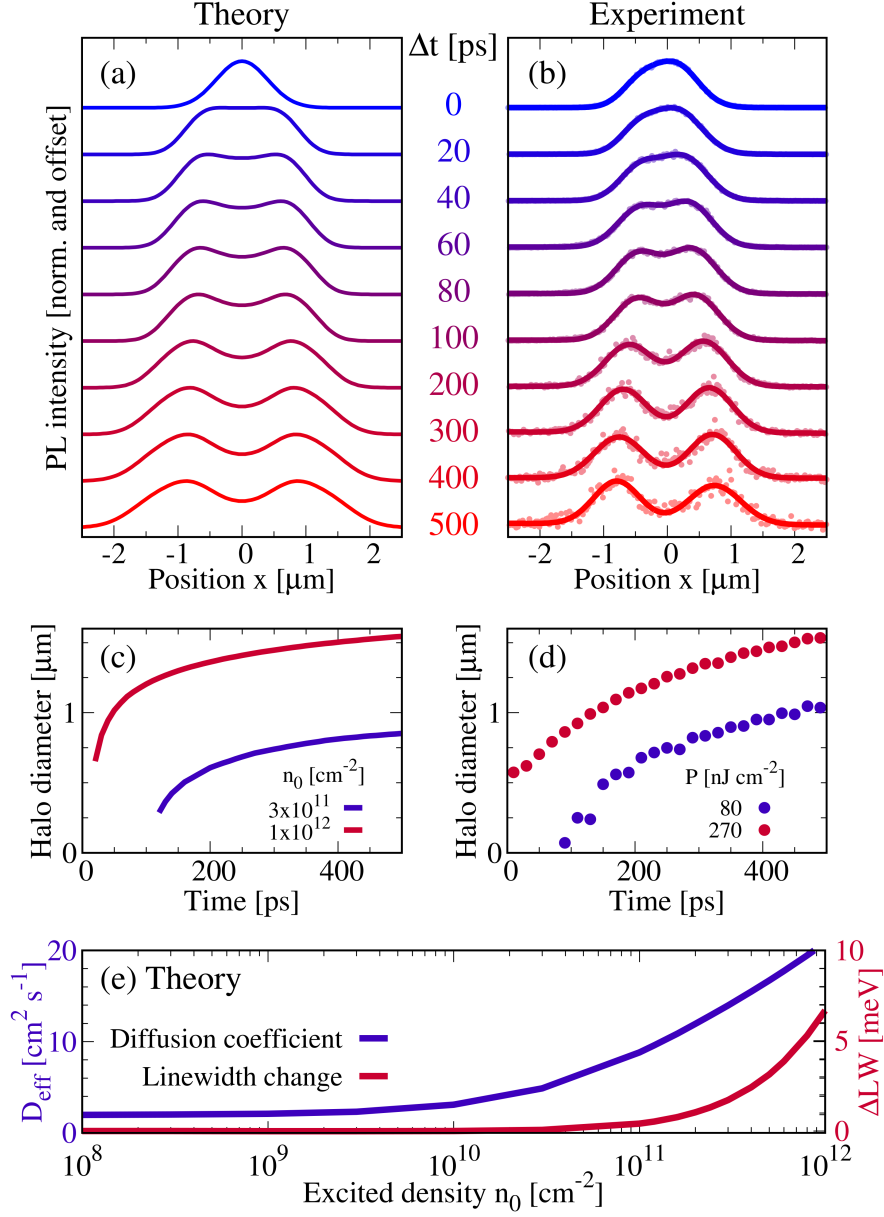 Theory
Experiment
Δt [ps]
(a)
(b)
0
20
40
60
80
100
200
300
400
500
PL intensity [norm. and offset]
-2 -1 0 1 2
Position x [μm]
-2 -1 0 1 2
Position x [μm]
(c)
Halo diameter [μm]
1
0
n₀ [cm⁻²]
3x10¹¹
1x10¹²
0 200 400
Time [ps]
(d)
Halo diameter [μm]
1
0
P [nJ cm⁻²]
80
270
0 200 400
Time [ps]
(e) Theory
D_eff [cm² s⁻¹]
20
10
0
Diffusion coefficient
Linewidth change
10
5
0
ΔLW [meV]
10⁸ 10⁹ 10¹⁰ 10¹¹ 10¹²
Excited density n₀ [cm⁻²]